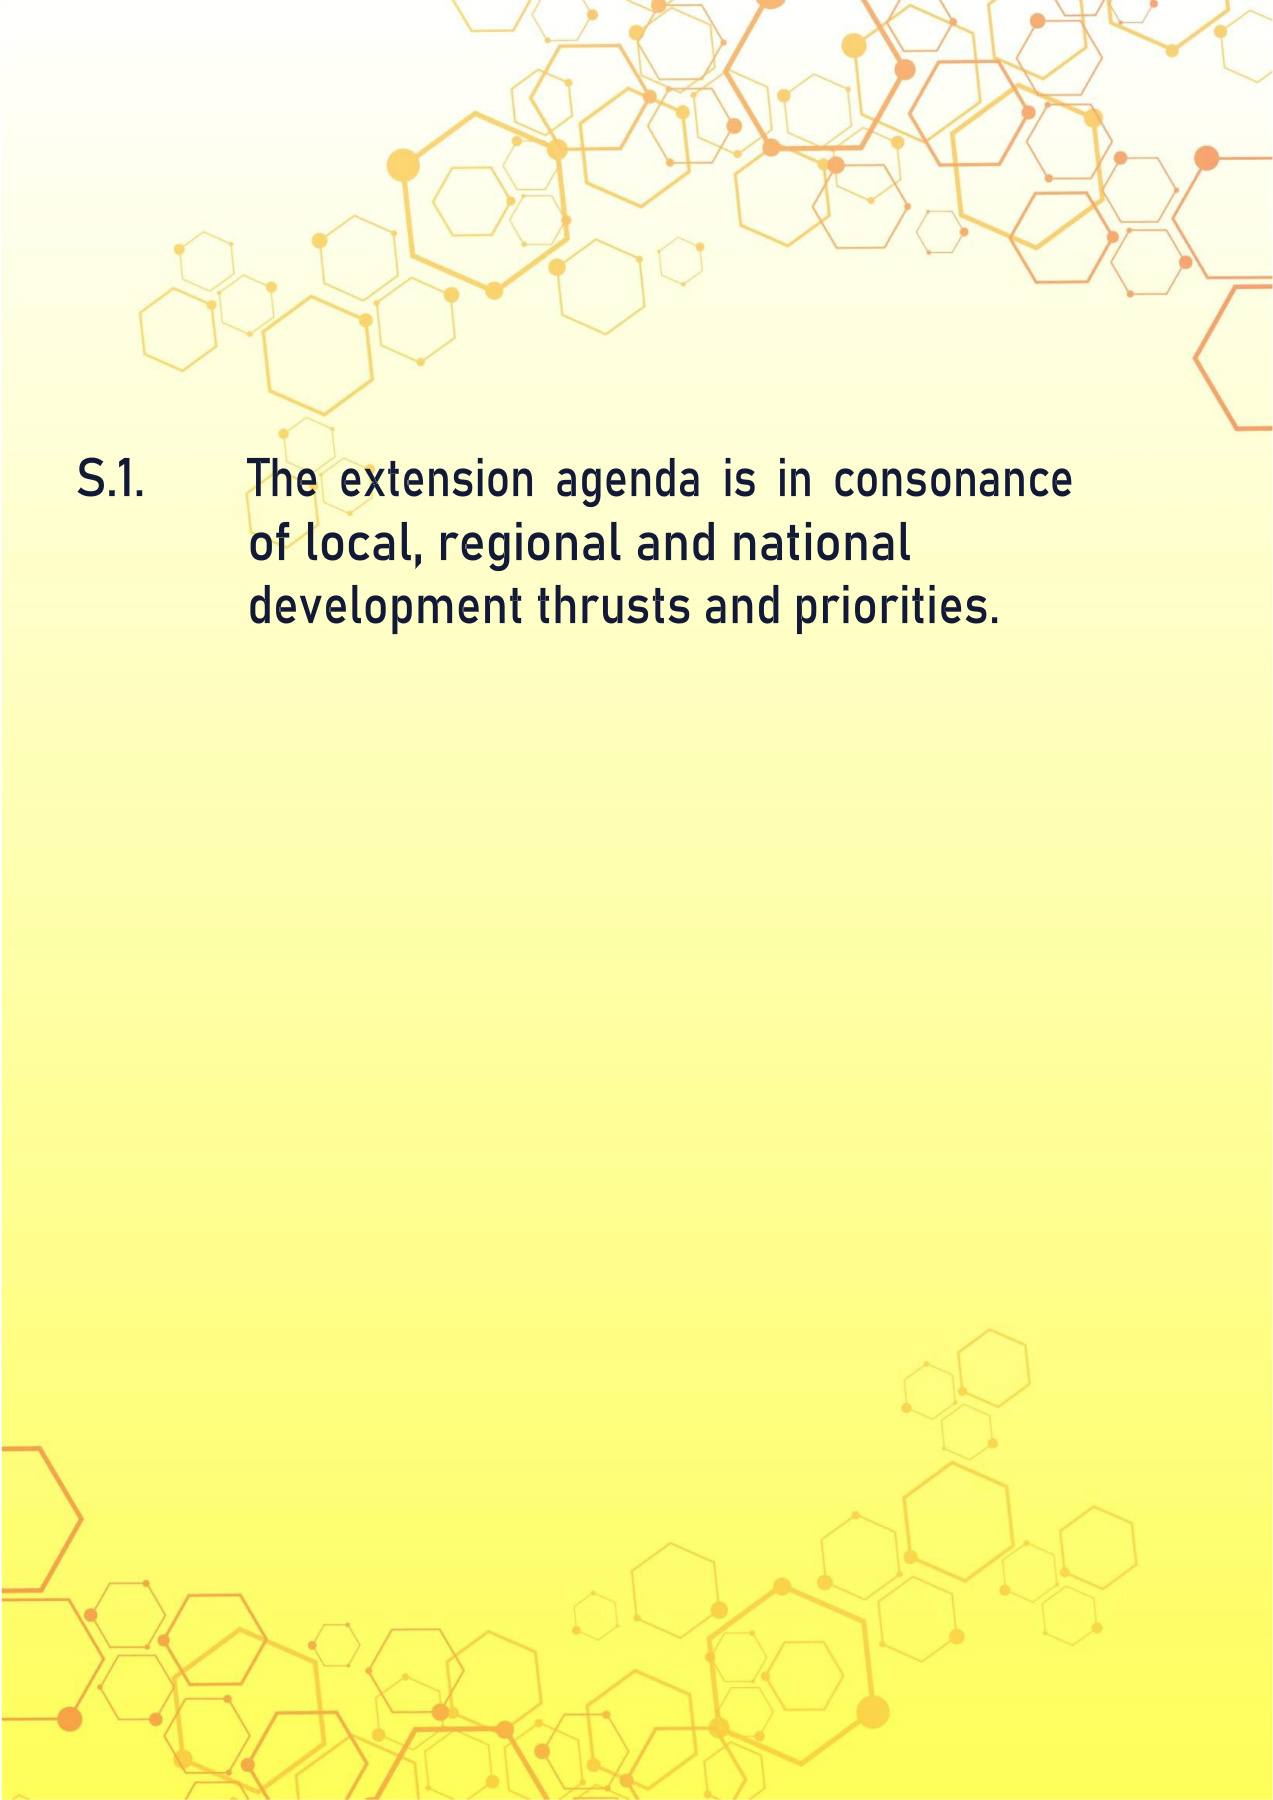 S.1. The extension agenda is in consonance
of local, regional and national
development thrusts and priorities.